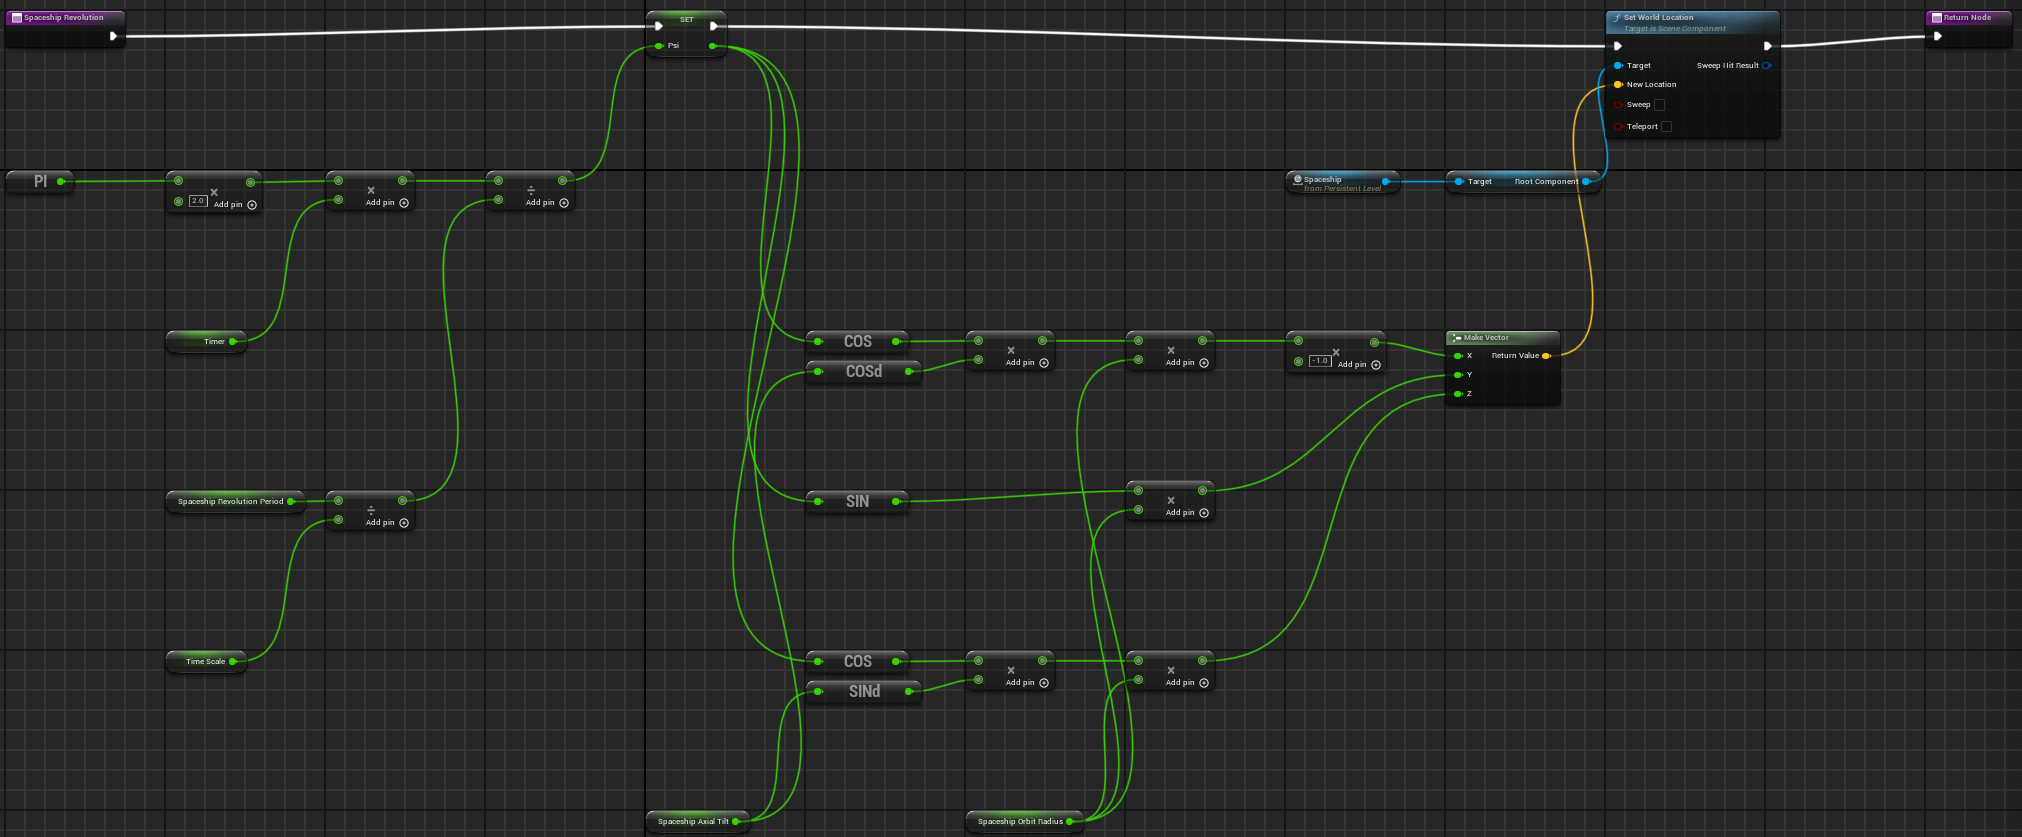 Spaceship Revolution
SET
Psi
Set World Location
Target is Scene Component
Target
Sweep Hit Result
New Location
Sweep
Teleport
Return Node
PI
×
2.0
Add pin
×
Add pin
÷
Add pin
Spaceship
from Persistent Level
Target
Root Component
Timer
COS
COSd
×
Add pin
×
Add pin
×
-1.0
Add pin
Make Vector
X
Return Value
Y
Z
Spaceship Revolution Period
÷
Add pin
SIN
×
Add pin
Time Scale
COS
SINd
×
Add pin
×
Add pin
Spaceship Axial Tilt
Spaceship Orbit Radius